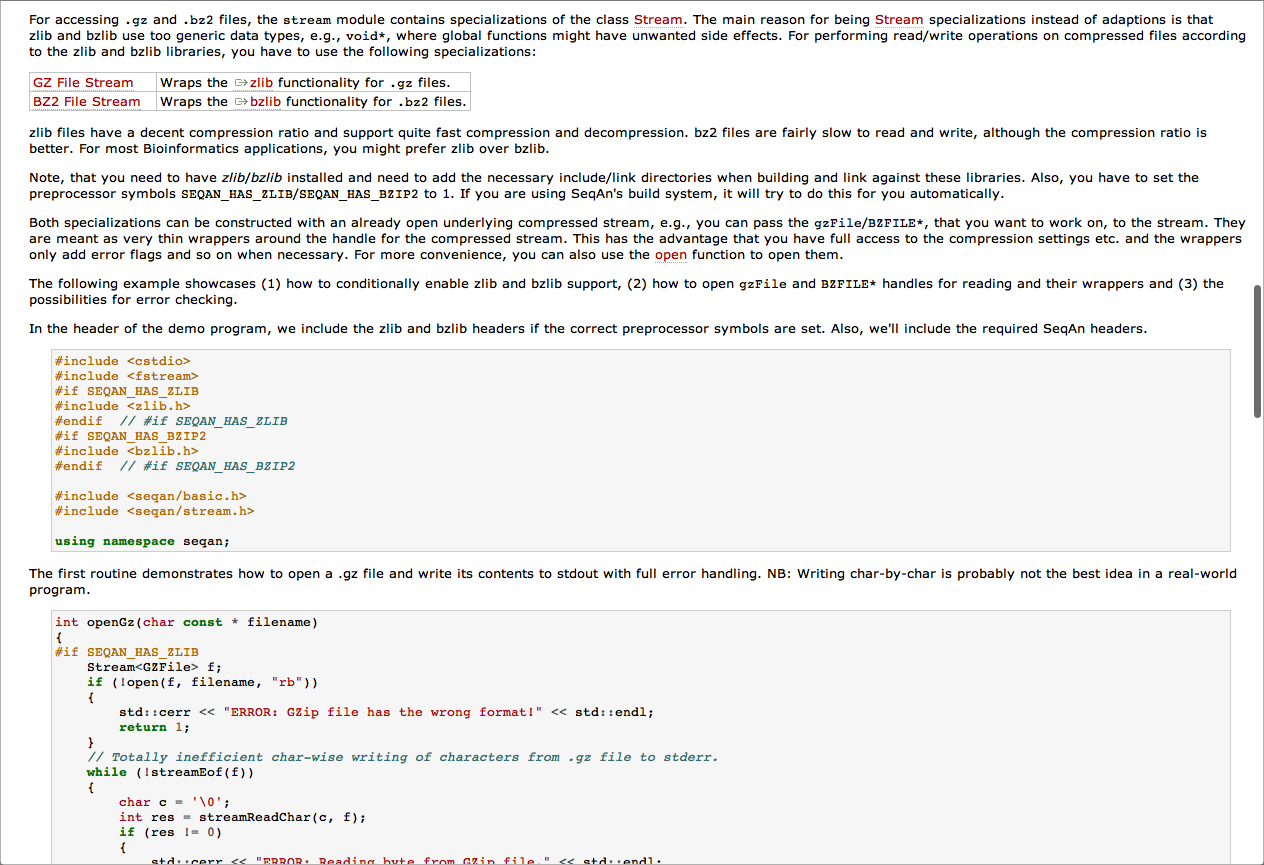 For accessing .gz and .bz2 files, the stream module contains specializations of the class Stream. The main reason for being Stream specializations instead of adaptions is that
zlib and bzlib use too generic data types, e.g., void*, where global functions might have unwanted side effects. For performing read/write operations on compressed files according
to the zlib and bzlib libraries, you have to use the following specializations:
GZ File Stream Wraps the zlib functionality for .gz files.
BZ2 File Stream Wraps the bzlib functionality for .bz2 files.
zlib files have a decent compression ratio and support quite fast compression and decompression. bz2 files are fairly slow to read and write, although the compression ratio is
better. For most Bioinformatics applications, you might prefer zlib over bzlib.
Note, that you need to have zlib/bzlib installed and need to add the necessary include/link directories when building and link against these libraries. Also, you have to set the
preprocessor symbols SEQAN_HAS_ZLIB/SEQAN_HAS_BZIP2 to 1. If you are using SeqAn's build system, it will try to do this for you automatically.
Both specializations can be constructed with an already open underlying compressed stream, e.g., you can pass the gzFile/BZFILE*, that you want to work on, to the stream. They
are meant as very thin wrappers around the handle for the compressed stream. This has the advantage that you have full access to the compression settings etc. and the wrappers
only add error flags and so on when necessary. For more convenience, you can also use the open function to open them.
The following example showcases (1) how to conditionally enable zlib and bzlib support, (2) how to open gzFile and BZFILE* handles for reading and their wrappers and (3) the
possibilities for error checking.
In the header of the demo program, we include the zlib and bzlib headers if the correct preprocessor symbols are set. Also, we'll include the required SeqAn headers.
#include <cstdio>
#include <fstream>
#if SEQAN_HAS_ZLIB
#include <zlib.h>
#endif  // #if SEQAN_HAS_ZLIB
#if SEQAN_HAS_BZIP2
#include <bzlib.h>
#endif  // #if SEQAN_HAS_BZIP2
#include <seqan/basic.h>
#include <seqan/stream.h>
using namespace seqan;
The first routine demonstrates how to open a .gz file and write its contents to stdout with full error handling. NB: Writing char-by-char is probably not the best idea in a real-world
program.
int openGz(char const * filename)
{
#if SEQAN_HAS_ZLIB
    Stream<GZFile> f;
    if (!open(f, filename, "rb"))
    {
        std::cerr << "ERROR: GZip file has the wrong format!" << std::endl;
        return 1;
    }
    // Totally inefficient char-wise writing of characters from .gz file to stderr.
    while (!streamEof(f))
    {
        char c = '\0';
        int res = streamReadChar(c, f);
        if (res != 0)
        {
            std::cerr << "ERROR: Reading byte from GZip file." << std::endl;